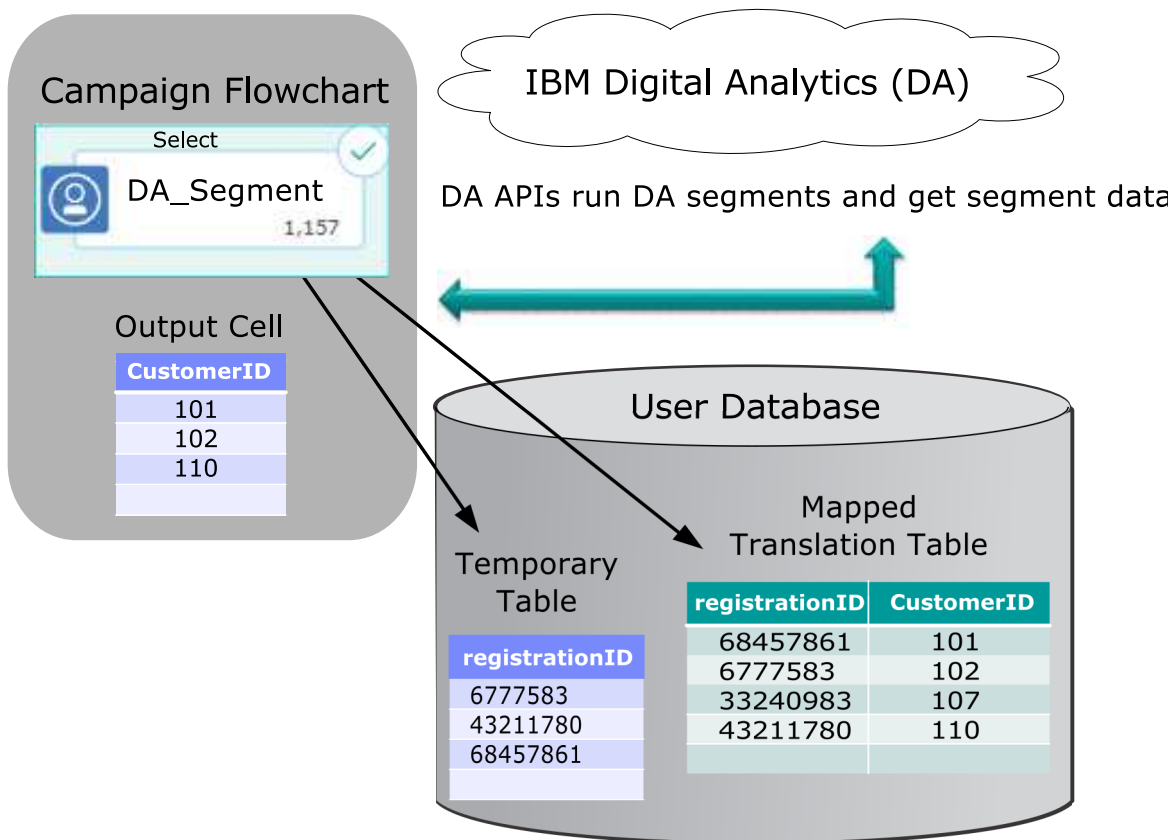 Campaign Flowchart
Select
DA_Segment
1,157
Output Cell
CustomerID
101
102
110
IBM Digital Analytics (DA)
DA APIs run DA segments and get segment data
User Database
Temporary
Table
registrationID
6777583
43211780
68457861
Mapped
Translation Table
registrationID CustomerID
68457861 101
6777583 102
33240983 107
43211780 110